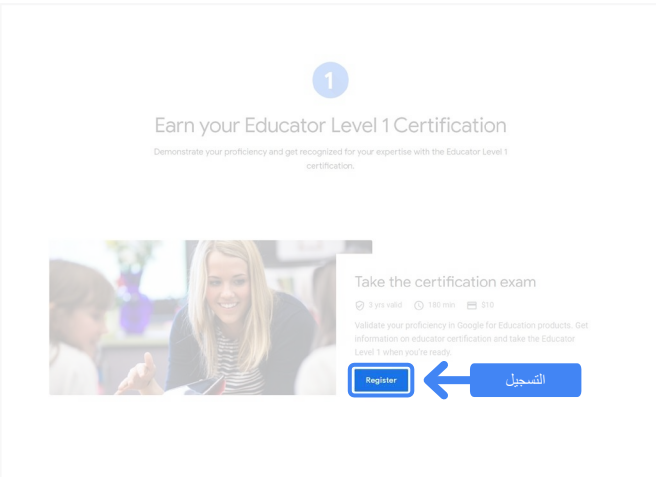 1
Earn your Educator Level 1 Certification
Demonstrate your proficiency and get recognized for your expertise with the Educator Level 1
certification.
Take the certification exam
3 yrs valid 180 min $10
Validate your proficiency in Google for Education products. Get
information on educator certification and take the Educator
Level 1 when you're ready.
Register
التسجيل